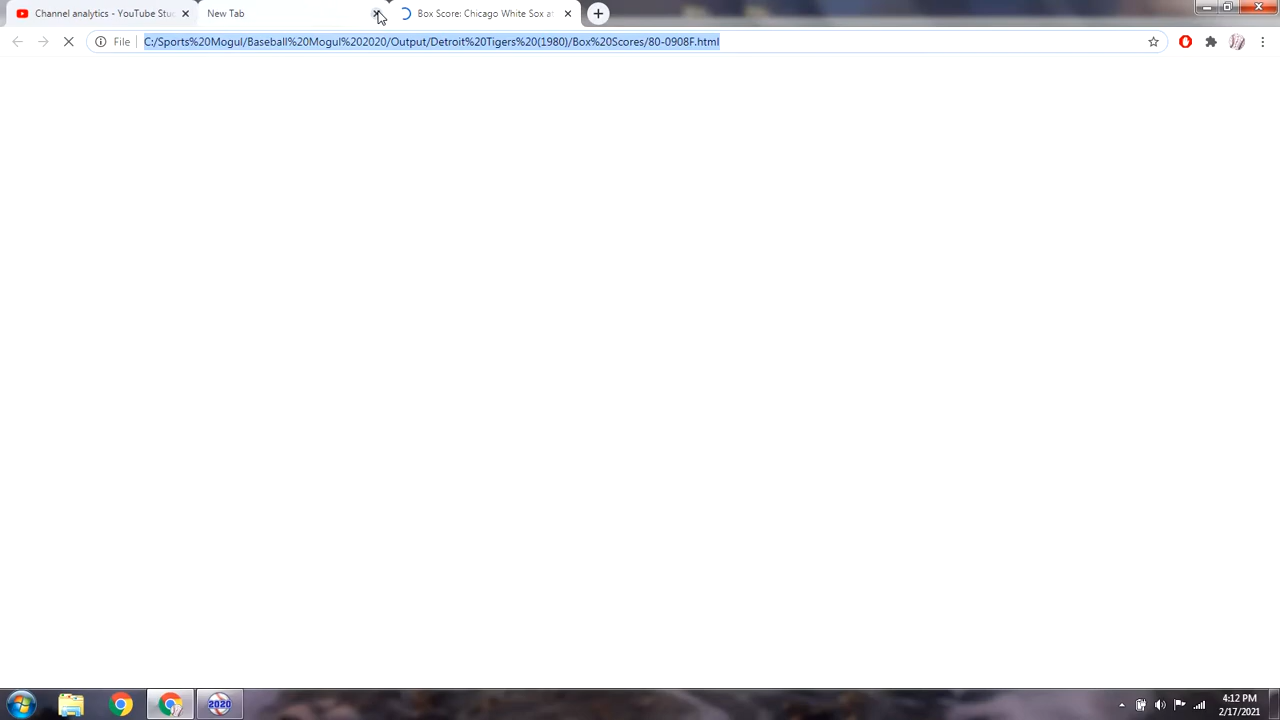 Channel analytics - YouTube Stu
New Tab
Box Score: Chicago White Sox a
File
C:/Sports%20Mogul/Baseball%20Mogul%202020/Output/Detroit%20Tigers%20(1980)/Box%20Scores/80-0908F.html
2020
4:12 PM
2/17/2021